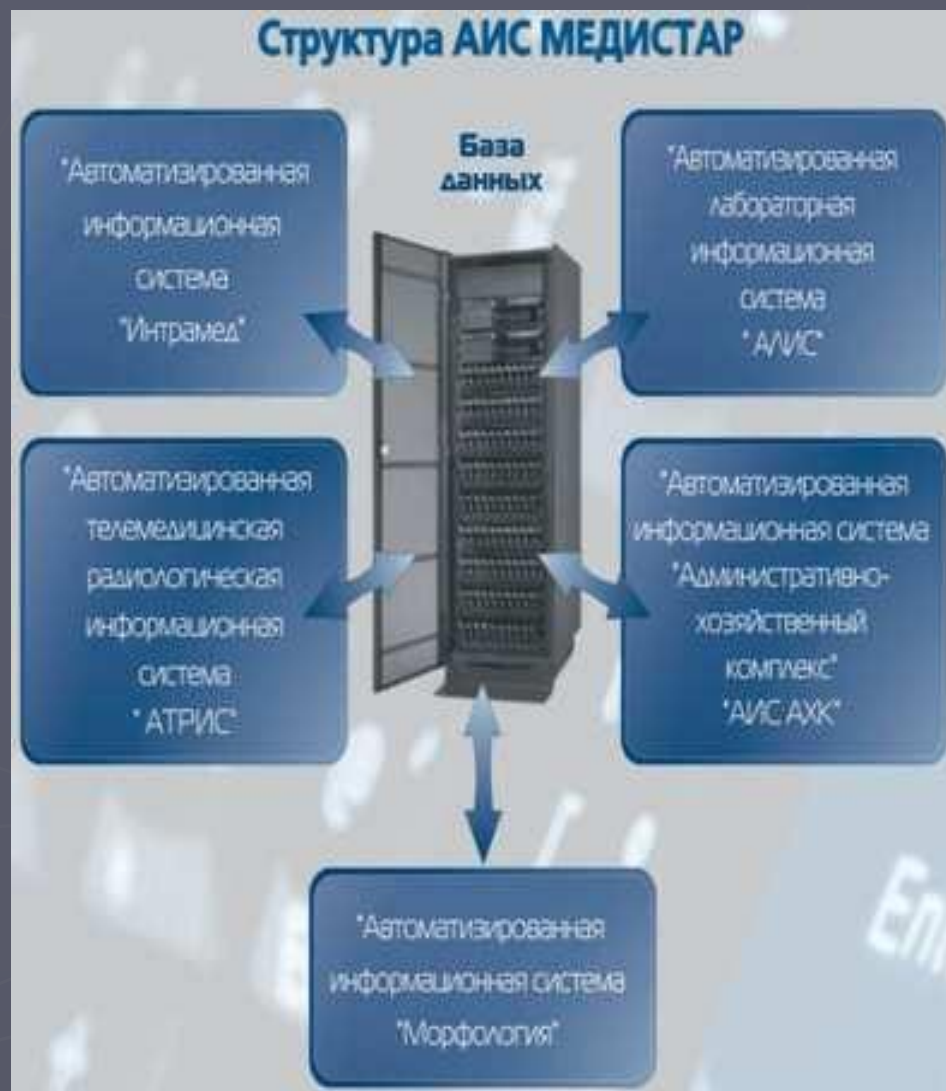 Структура АИС МЕДИСТАР
"Автоматизированная
информационная
система
"Интрамед"
База
данных
"Автоматизированная
лабораторная
информационная
система
"АЛИС"
"Автоматизированная
телемедицинская
радиологическая
информационная
система
"АТРИС"
"Автоматизированная
информационная система
"Административно-
хозяйственный
комплекс"
"АИС АХК"
"Автоматизированная
информационная система
"Морфология"